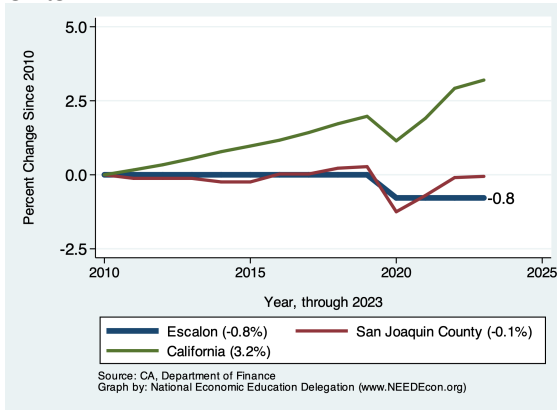 5.0
2.5
0.0
-2.5
Percent Change Since 2010
-0.8
2010 2015 2020 2025
Year, through 2023
Escalon (-0.8%) San Joaquin County (-0.1%)
California (3.2%)
Source: CA, Department of Finance
Graph by: National Economic Education Delegation (www.NEEDEcon.org)